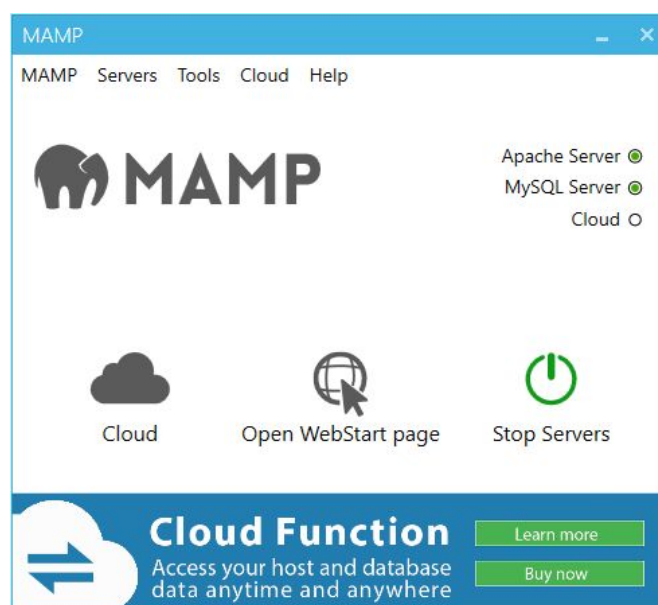 MAMP
MAMP Servers Tools Cloud Help
MAMP
Apache Server
MySQL Server
Cloud
Cloud
Open WebStart page
Stop Servers
Cloud Function
Access your host and database
data anytime and anywhere
Learn more
Buy now